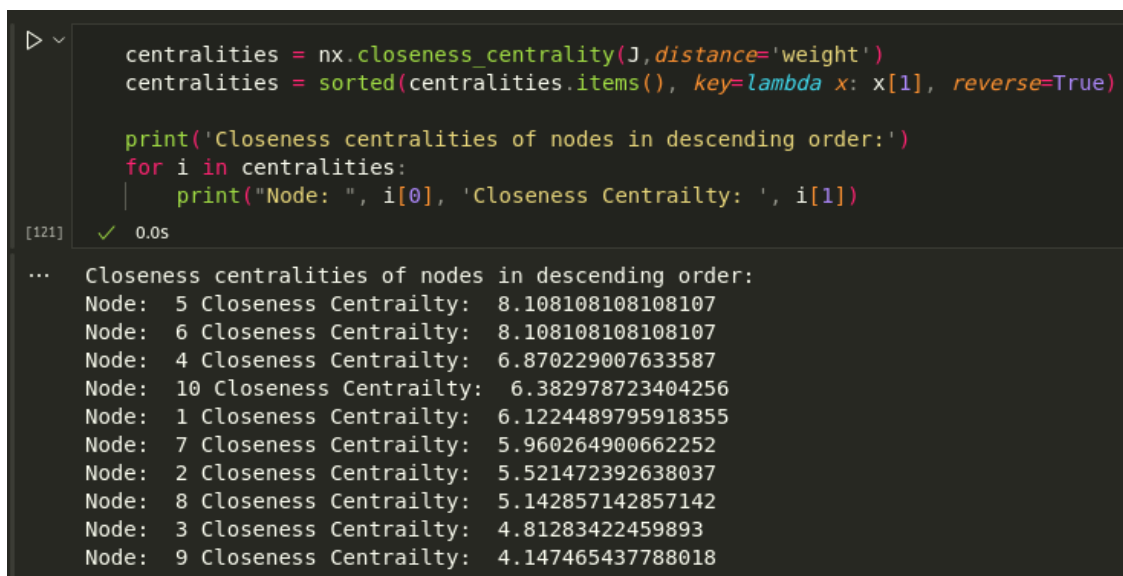 centralities = nx.closeness_centrality(J,distance='weight')
centralities = sorted(centralities.items(), key=lambda x: x[1], reverse=True)
print('Closeness centralities of nodes in descending order:')
for i in centralities:
print("Node: ", i[0], 'Closeness Centrailty: ', i[1])
[121] ✓ 0.0s
... Closeness centralities of nodes in descending order:
Node:  5 Closeness Centrailty:  8.108108108108107
Node:  6 Closeness Centrailty:  8.108108108108107
Node:  4 Closeness Centrailty:  6.870229007633587
Node:  10 Closeness Centrailty:  6.382978723404256
Node:  1 Closeness Centrailty:  6.1224489795918355
Node:  7 Closeness Centrailty:  5.960264900662252
Node:  2 Closeness Centrailty:  5.521472392638037
Node:  8 Closeness Centrailty:  5.142857142857142
Node:  3 Closeness Centrailty:  4.81283422459893
Node:  9 Closeness Centrailty:  4.147465437788018